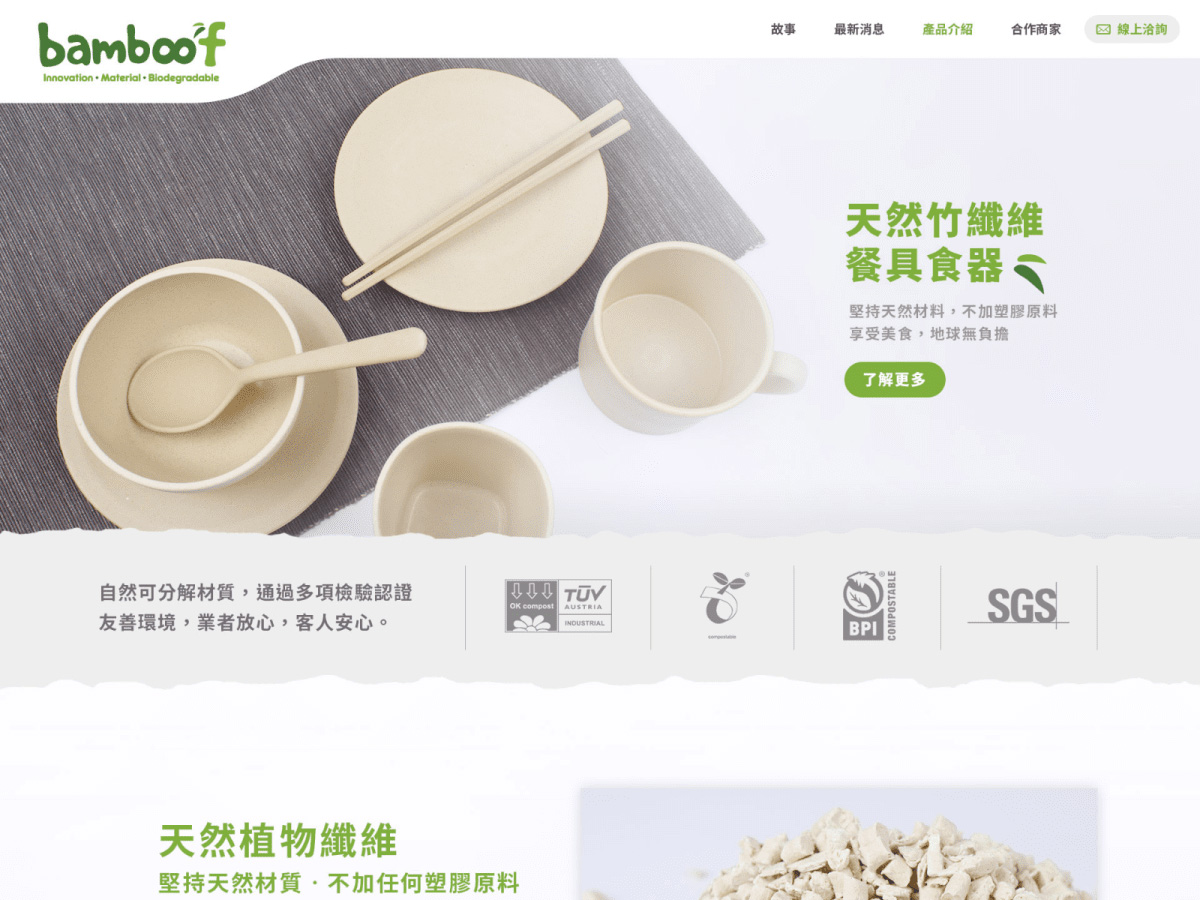 bamboo f
Innovation • Material • Biodegradable
故事
最新消息
產品介紹
合作商家
線上洽詢
天然竹纖維
餐具食器
堅持天然材料，不加塑膠原料
享受美食，地球無負擔
了解更多
自然可分解材質，通過多項檢驗認證
友善環境，業者放心，客人安心。
OK compost
TÜV
AUSTRIA
INDUSTRIAL
compostable
®
BPI
COMPOSTABLE
SGS
天然植物纖維
堅持天然材質 · 不加任何塑膠原料